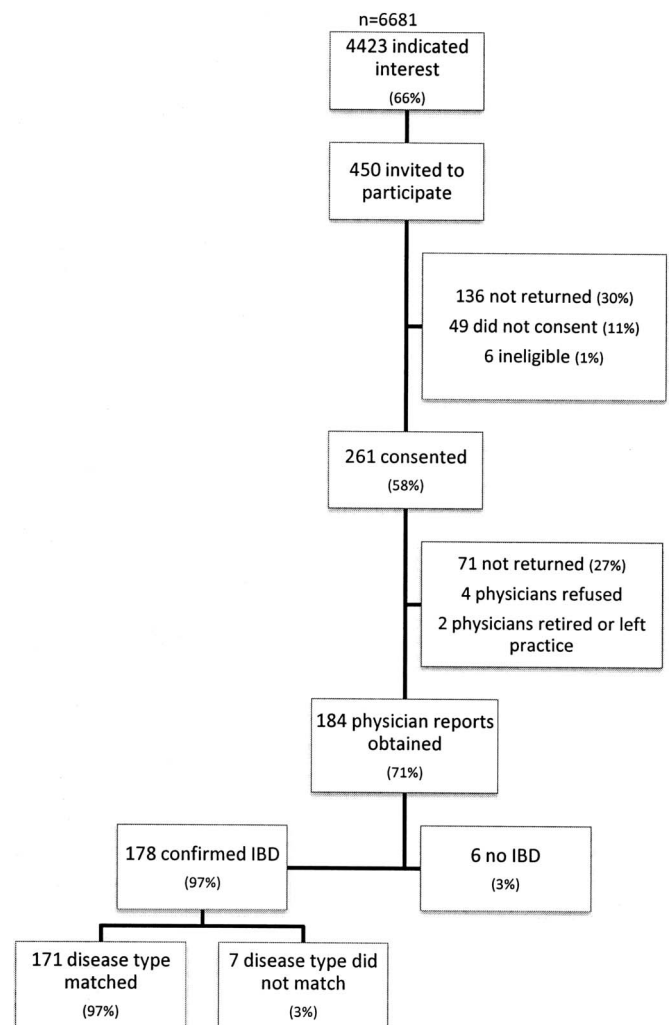 n=6681
4423 indicated
interest
(66%)
450 invited to
participate
136 not returned (30%)
49 did not consent (11%)
6 ineligible (1%)
261 consented
(58%)
71 not returned (27%)
4 physicians refused
2 physicians retired or left
practice
184 physician reports
obtained
(71%)
178 confirmed IBD
(97%)
6 no IBD
(3%)
171 disease type
matched
(97%)
7 disease type did
not match
(3%)